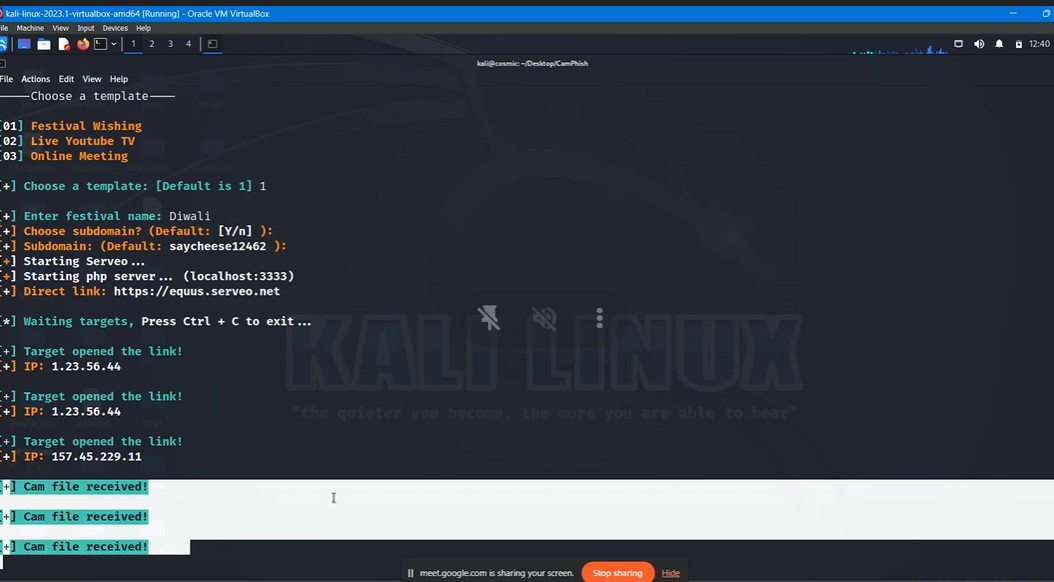 kali-linux-2023.1-virtualbox-amd64 [Running] - Oracle VM VirtualBox
File Machine View Input Devices Help
1 2 3 4 12:40
kali@cosmic: ~/Desktop/CamPhish
File Actions Edit View Help
——Choose a template——
[01] Festival Wishing
[02] Live Youtube TV
[03] Online Meeting
[+] Choose a template: [Default is 1] 1
[+] Enter festival name: Diwali
[+] Choose subdomain? (Default: [Y/n] ):
[+] Subdomain: (Default: saycheese12462 ):
[+] Starting Serveo...
[+] Starting php server... (localhost:3333)
[+] Direct link: https://equus.serveo.net
[*] Waiting targets, Press Ctrl + C to exit...
[+] Target opened the link!
[+] IP: 1.23.56.44
[+] Target opened the link!
[+] IP: 1.23.56.44
KALI LINUX
"the quieter you become, the more you are able to hear"
[+] Target opened the link!
[+] IP: 157.45.229.11
[+] Cam file received!
[+] Cam file received!
[+] Cam file received!
meet.google.com is sharing your screen. Stop sharing Hide